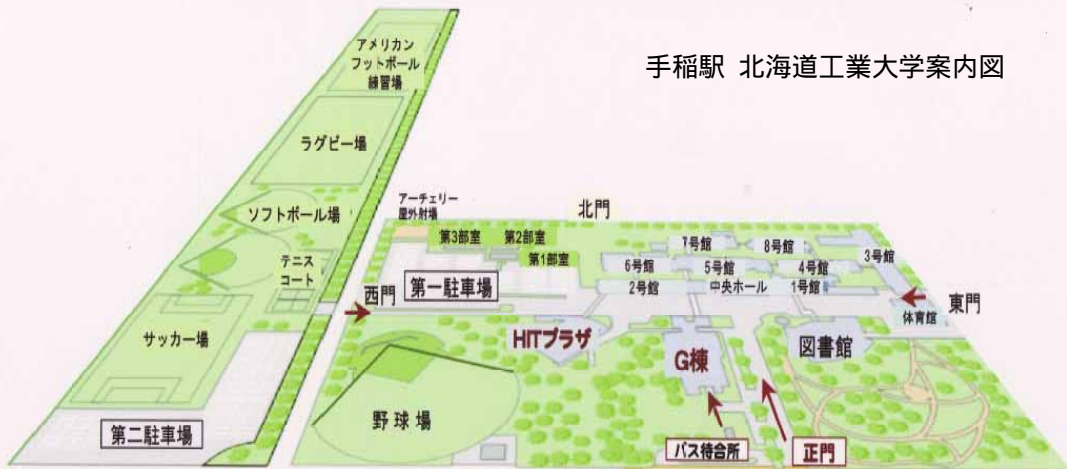 手稲駅 北海道工業大学案内図
アメリカン
フットボール
練習場
ラグビー場
ソフトボール場
テニス
コート
サッカー場
第二駐車場
アーチェリー
屋外射場
北門
第3部室
第2部室
第1部室
7号館
8号館
3号館
6号館
5号館
4号館
2号館
中央ホール
1号館
西門
第一駐車場
東門
体育館
HITプラザ
G棟
図書館
野球場
バス待合所
正門